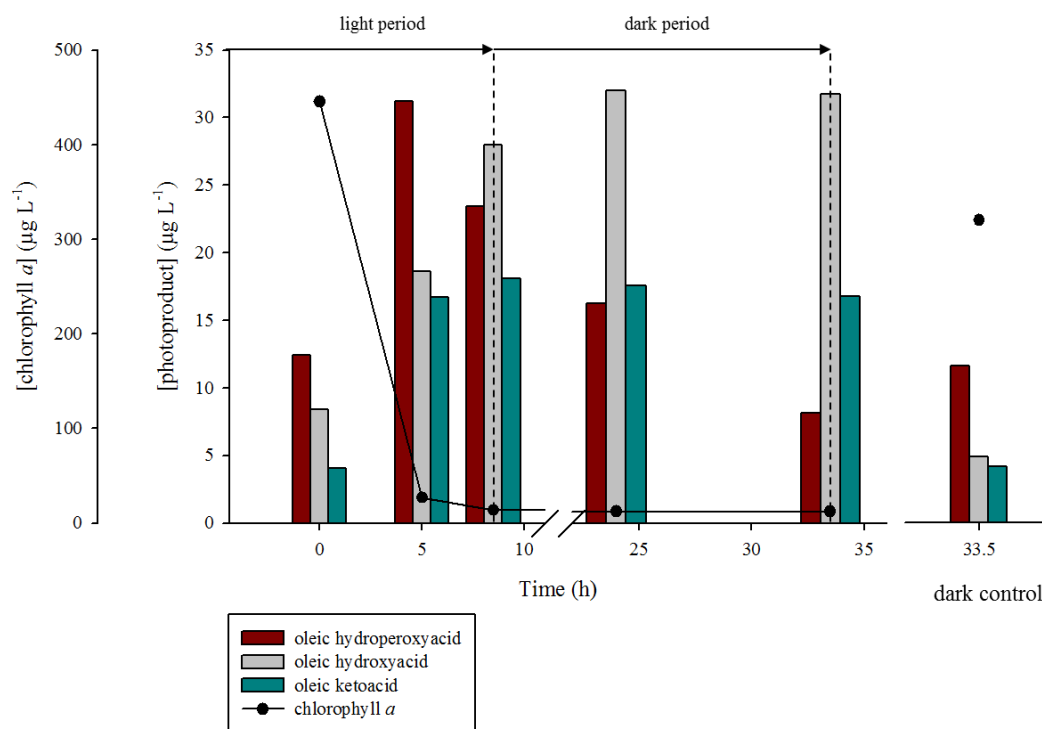 light period
dark period
[chlorophyll a] (µg L-1)
500
400
300
200
100
0
[photoproduct] (µg L-1)
35
30
25
20
15
10
5
0
0 5 10 25 30 35 33.5
Time (h)
dark control
oleic hydroperoxyacid
oleic hydroxyacid
oleic ketoacid
chlorophyll a